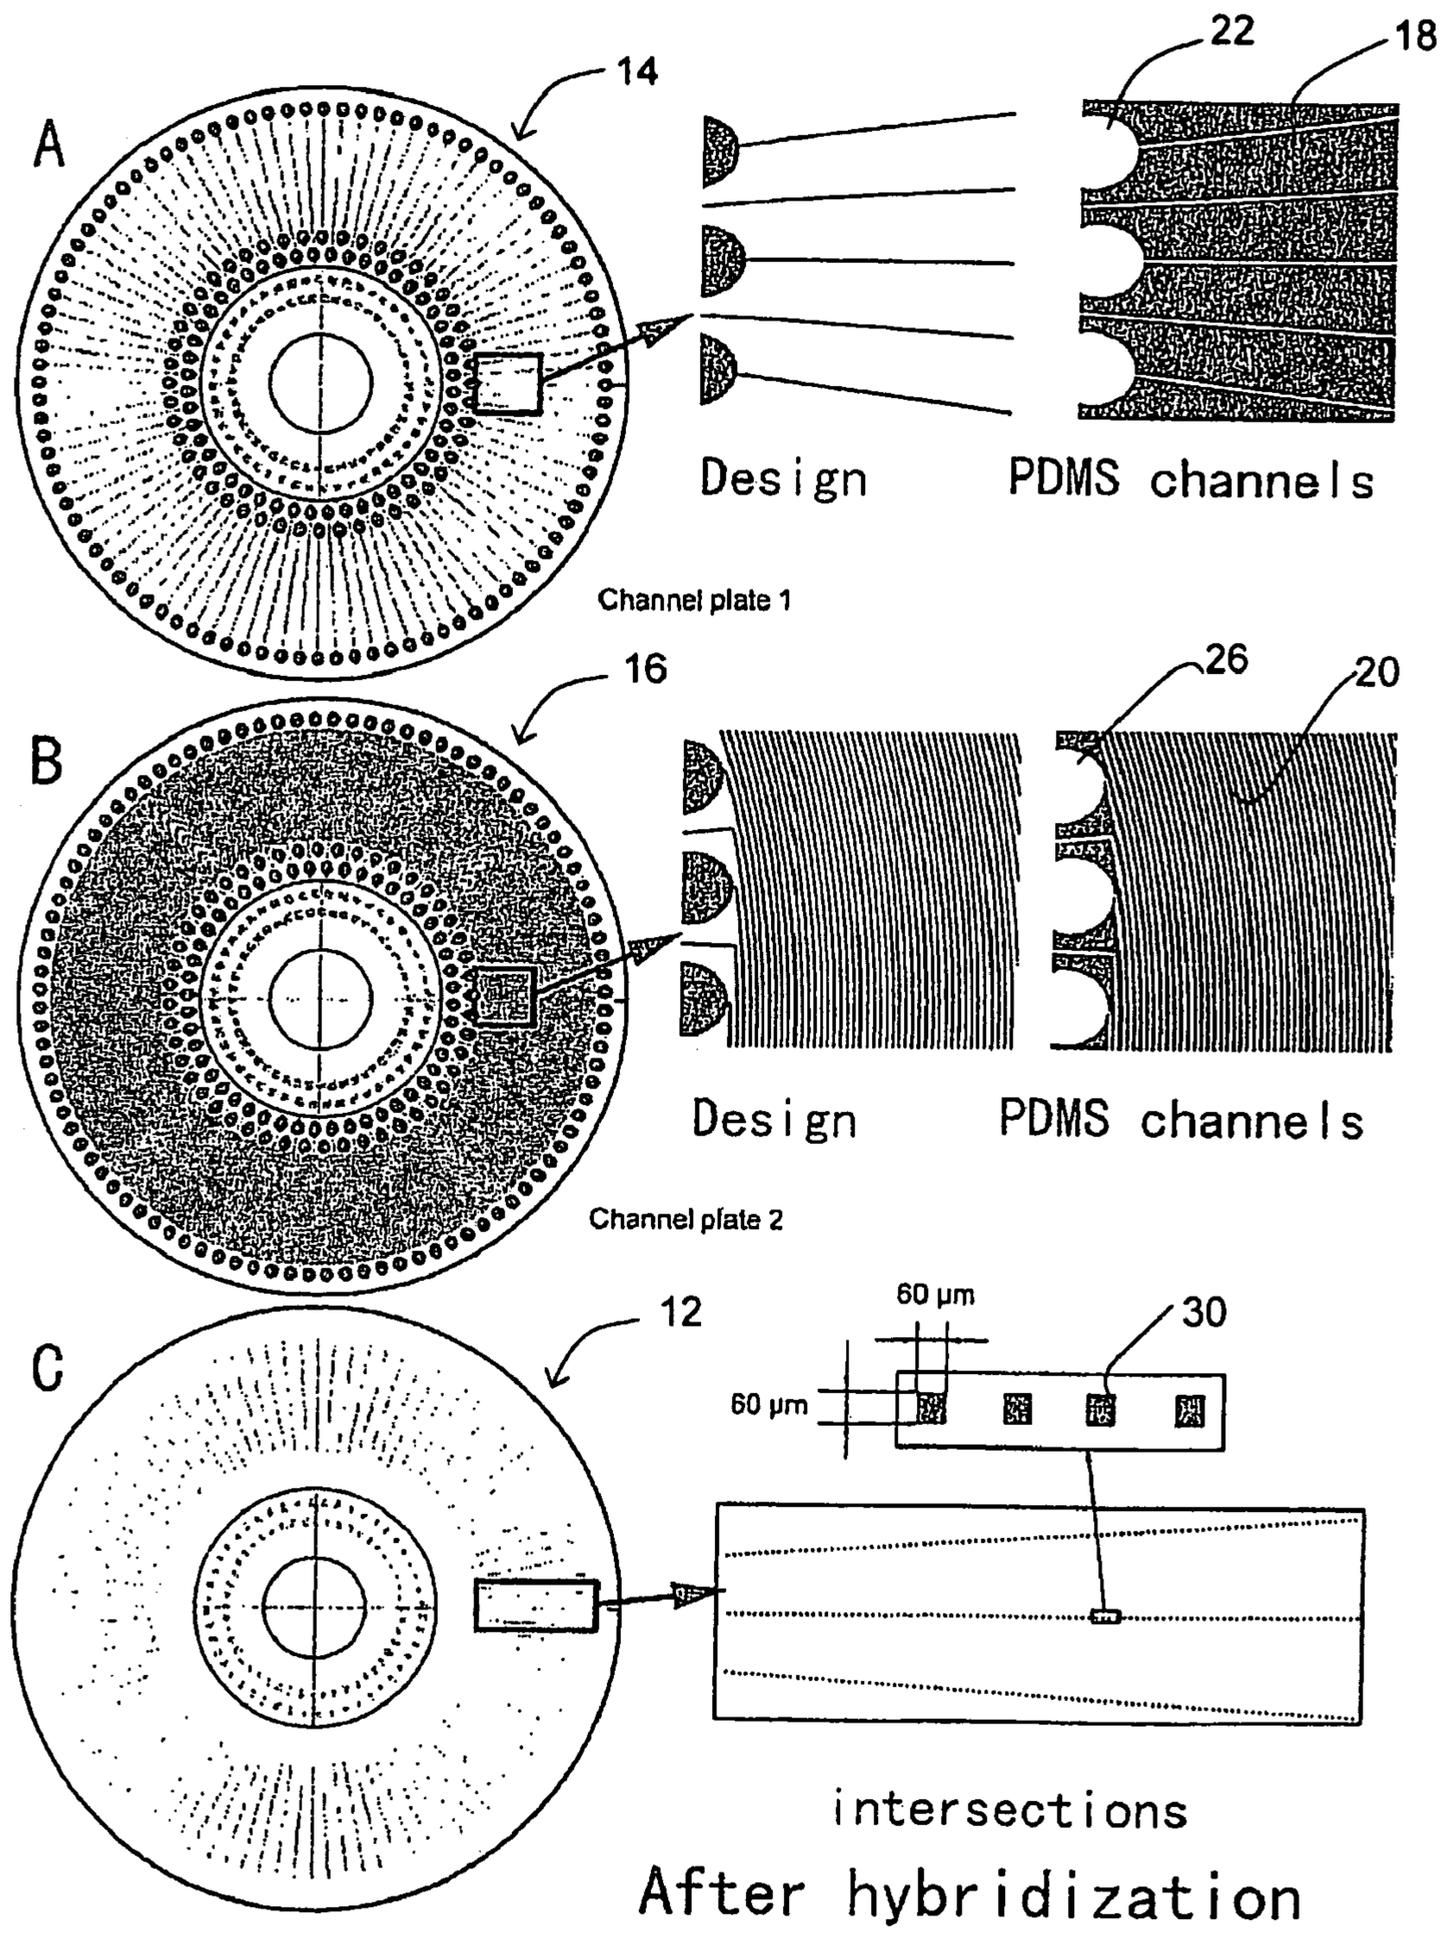 22
18
14
A
Design
PDMS channels
Channel plate 1
26
20
16
B
Design
PDMS channels
Channel plate 2
60 µm
30
12
C
60 µm
intersections
After hybridization